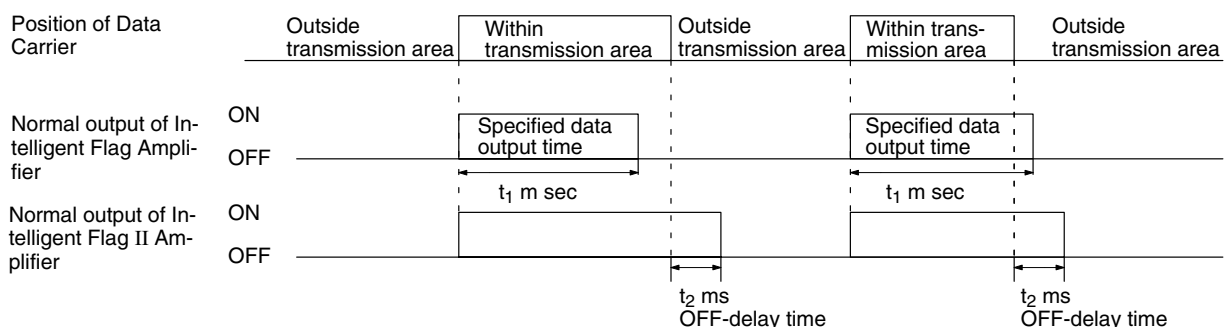 Position of Data
Carrier
Outside
transmission area
Within
transmission area
Outside
transmission area
Within trans-
mission area
Outside
transmission area
Normal output of In-
telligent Flag Ampli-
fier
ON
OFF
Specified data
output time
t1 m sec
Specified data
output time
t1 m sec
Normal output of In-
telligent Flag II Am-
plifier
ON
OFF
t2 ms
OFF-delay time
t2 ms
OFF-delay time